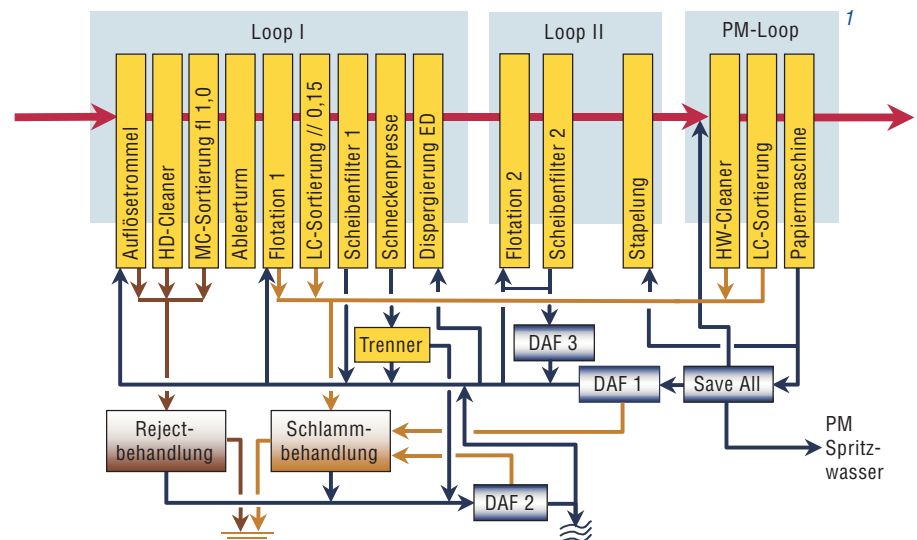 Loop I
Loop II
PM-Loop
1
Auflösetrommel
HD-Cleaner
MC-Sortierung fl 1,0
Ableerturm
Flotation 1
LC-Sortierung // 0,15
Scheibenfilter 1
Schneckenpresse
Dispergierung ED
Flotation 2
Scheibenfilter 2
Stapelung
HW-Cleaner
LC-Sortierung
Papiermaschine
Trenner
DAF 3
DAF 1
Save All
Reject-
behandlung
Schlamm-
behandlung
PM
Spritz-
wasser
DAF 2